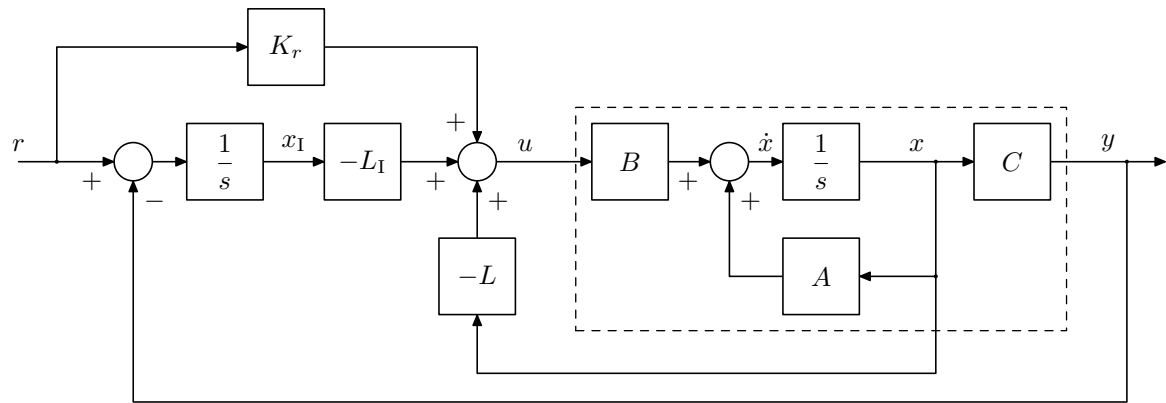 K_r
+
r
+
−
1/s
x_I
−L_I
+
+
u
B
+
+
ẋ
1/s
x
C
y
−L
A